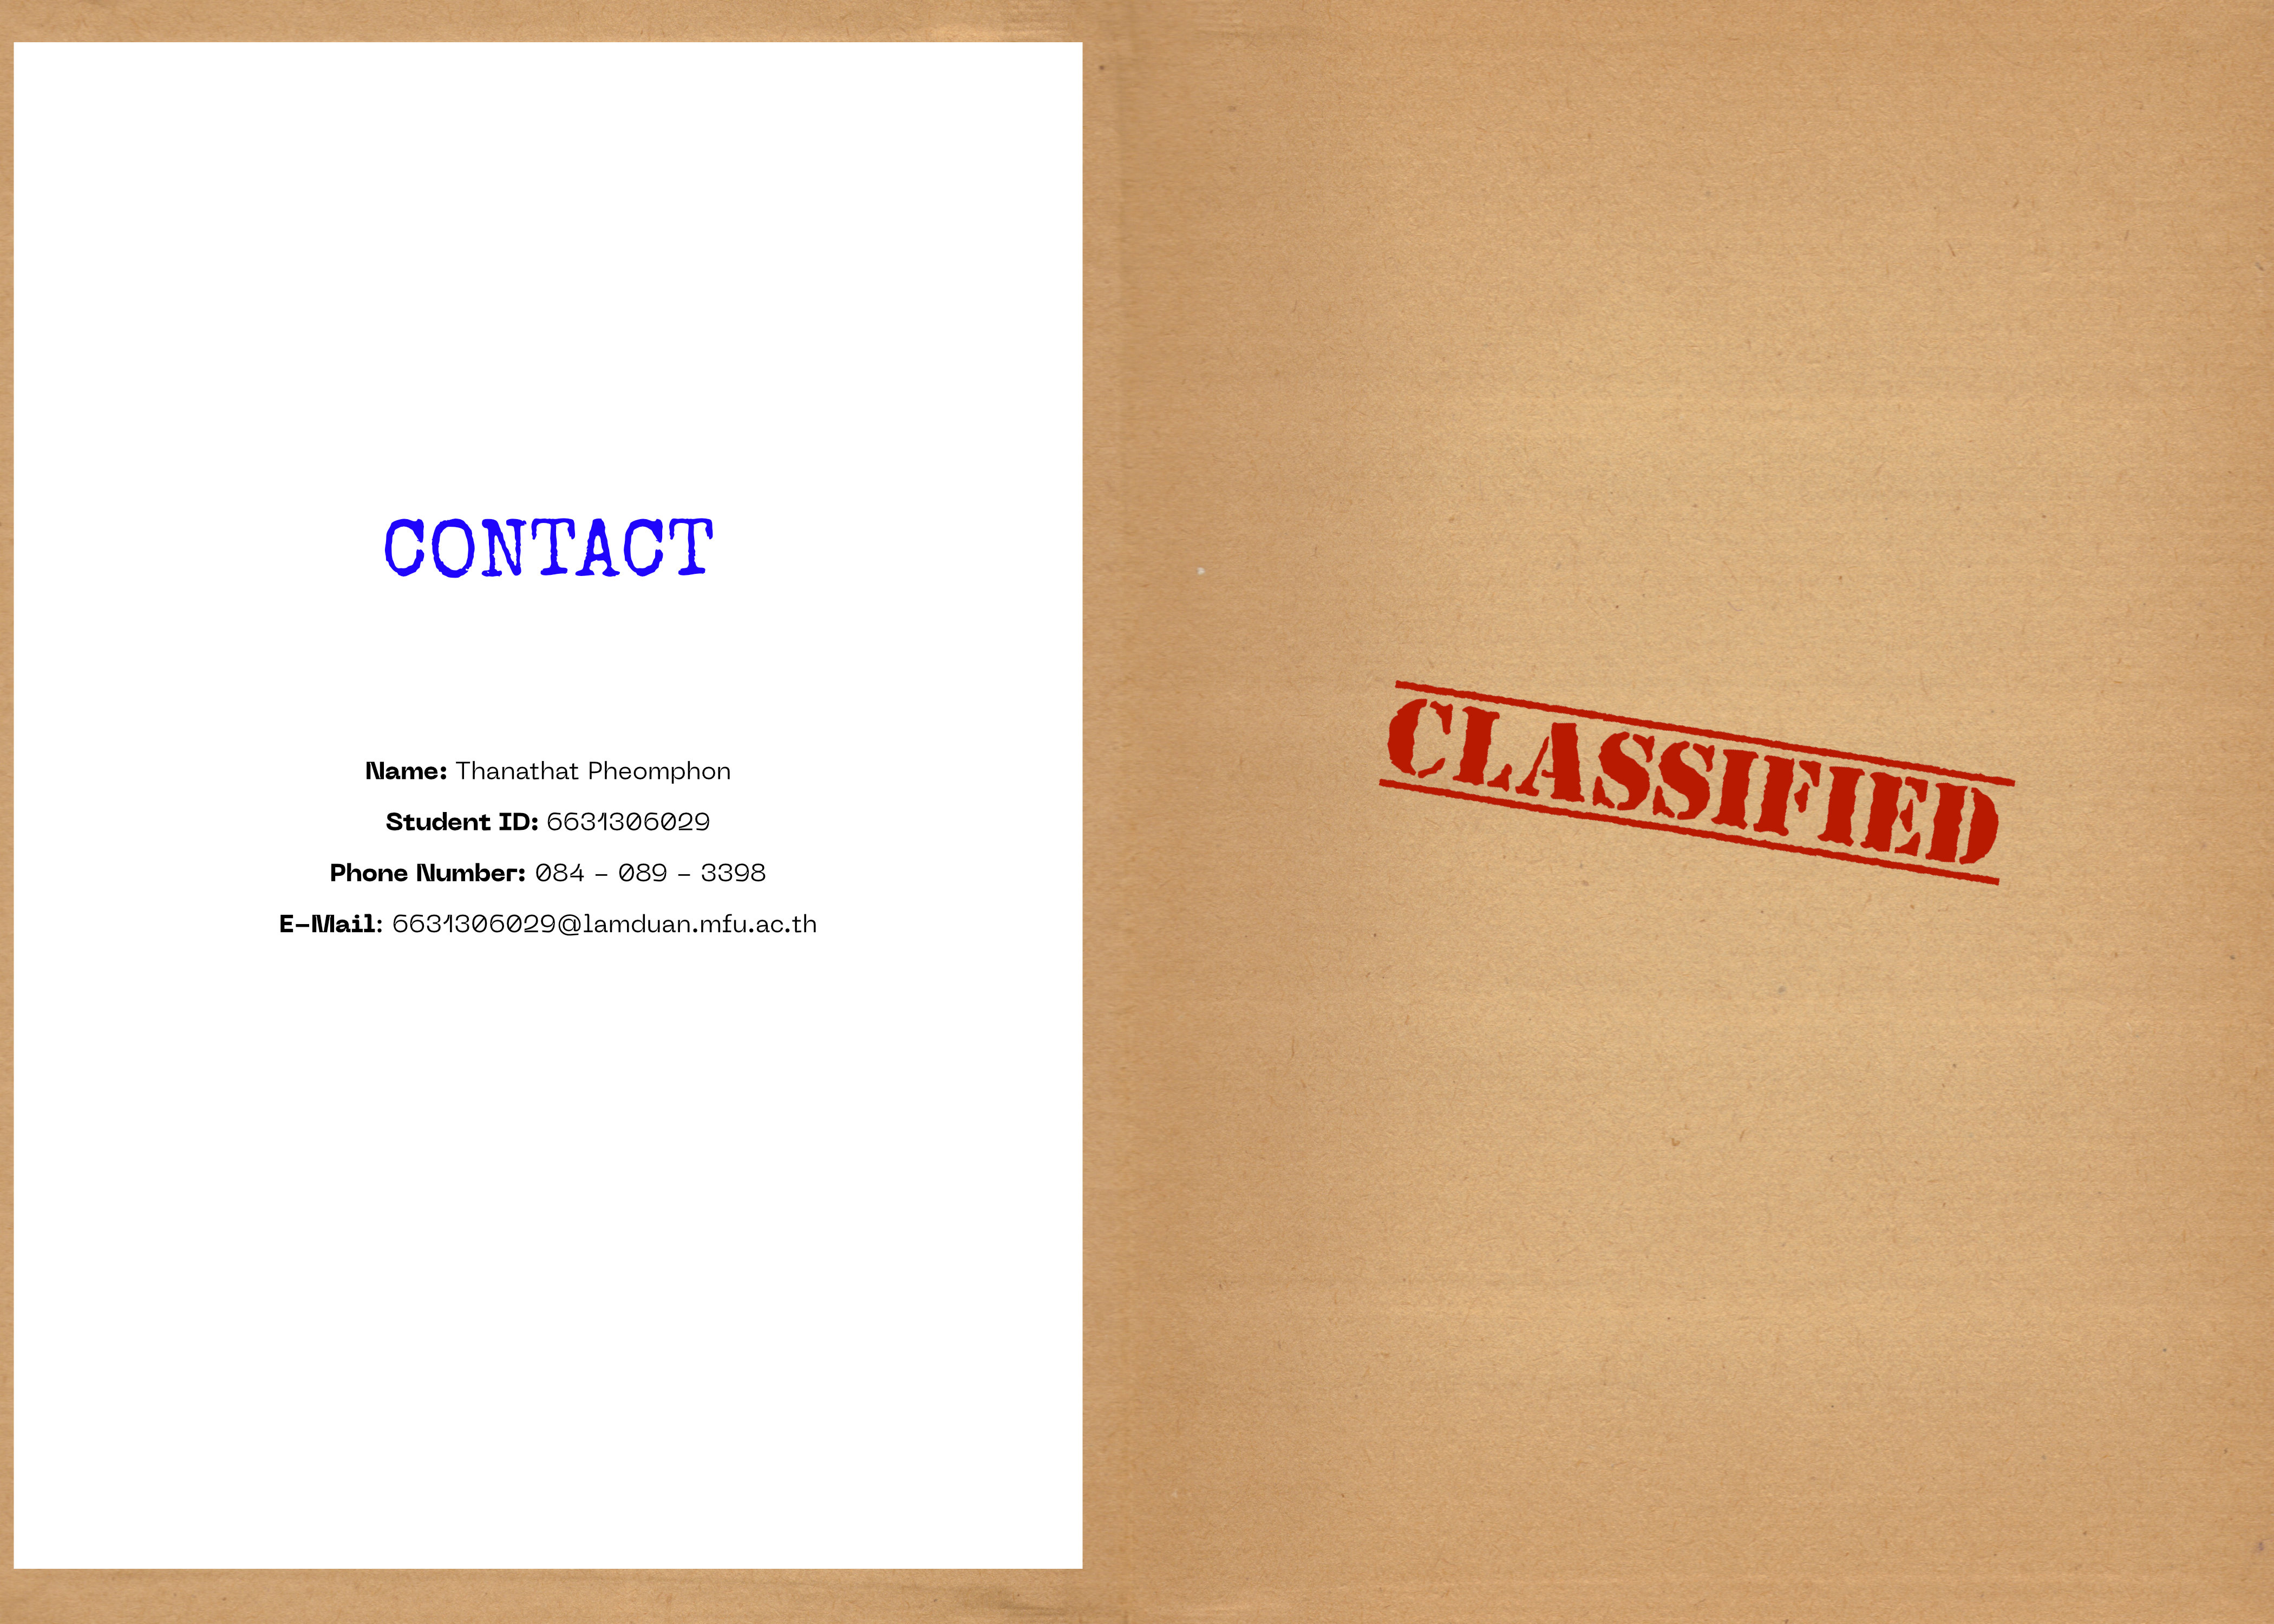 CONTACT
Name: Thanathat Pheomphon
Student ID: 6631306029
Phone Number: 084 - 089 - 3398
E-Mail: 6631306029@lamduan.mfu.ac.th
CLASSIFIED